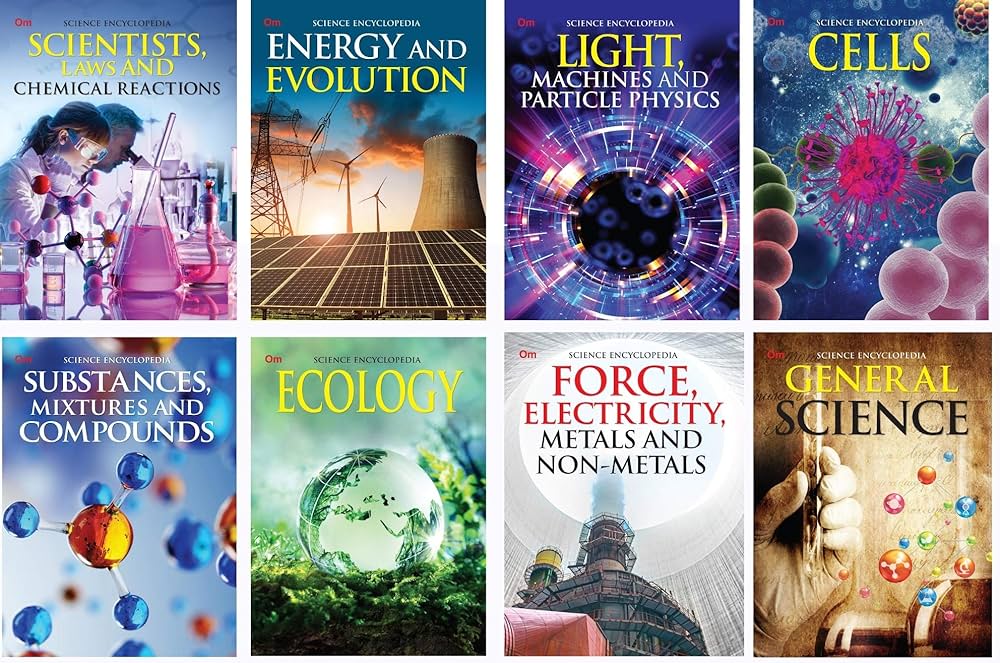 Om
SCIENCE ENCYCLOPEDIA
SCIENTISTS,
LAWS AND
CHEMICAL REACTIONS
Om
SCIENCE ENCYCLOPEDIA
ENERGY AND
EVOLUTION
Om
SCIENCE ENCYCLOPEDIA
LIGHT,
MACHINES AND
PARTICLE PHYSICS
Om
SCIENCE ENCYCLOPEDIA
CELLS
Om
SCIENCE ENCYCLOPEDIA
SUBSTANCES,
MIXTURES AND
COMPOUNDS
Om
SCIENCE ENCYCLOPEDIA
ECOLOGY
Om
SCIENCE ENCYCLOPEDIA
FORCE,
ELECTRICITY,
METALS AND
NON-METALS
Om
SCIENCE ENCYCLOPEDIA
GENERAL
SCIENCE